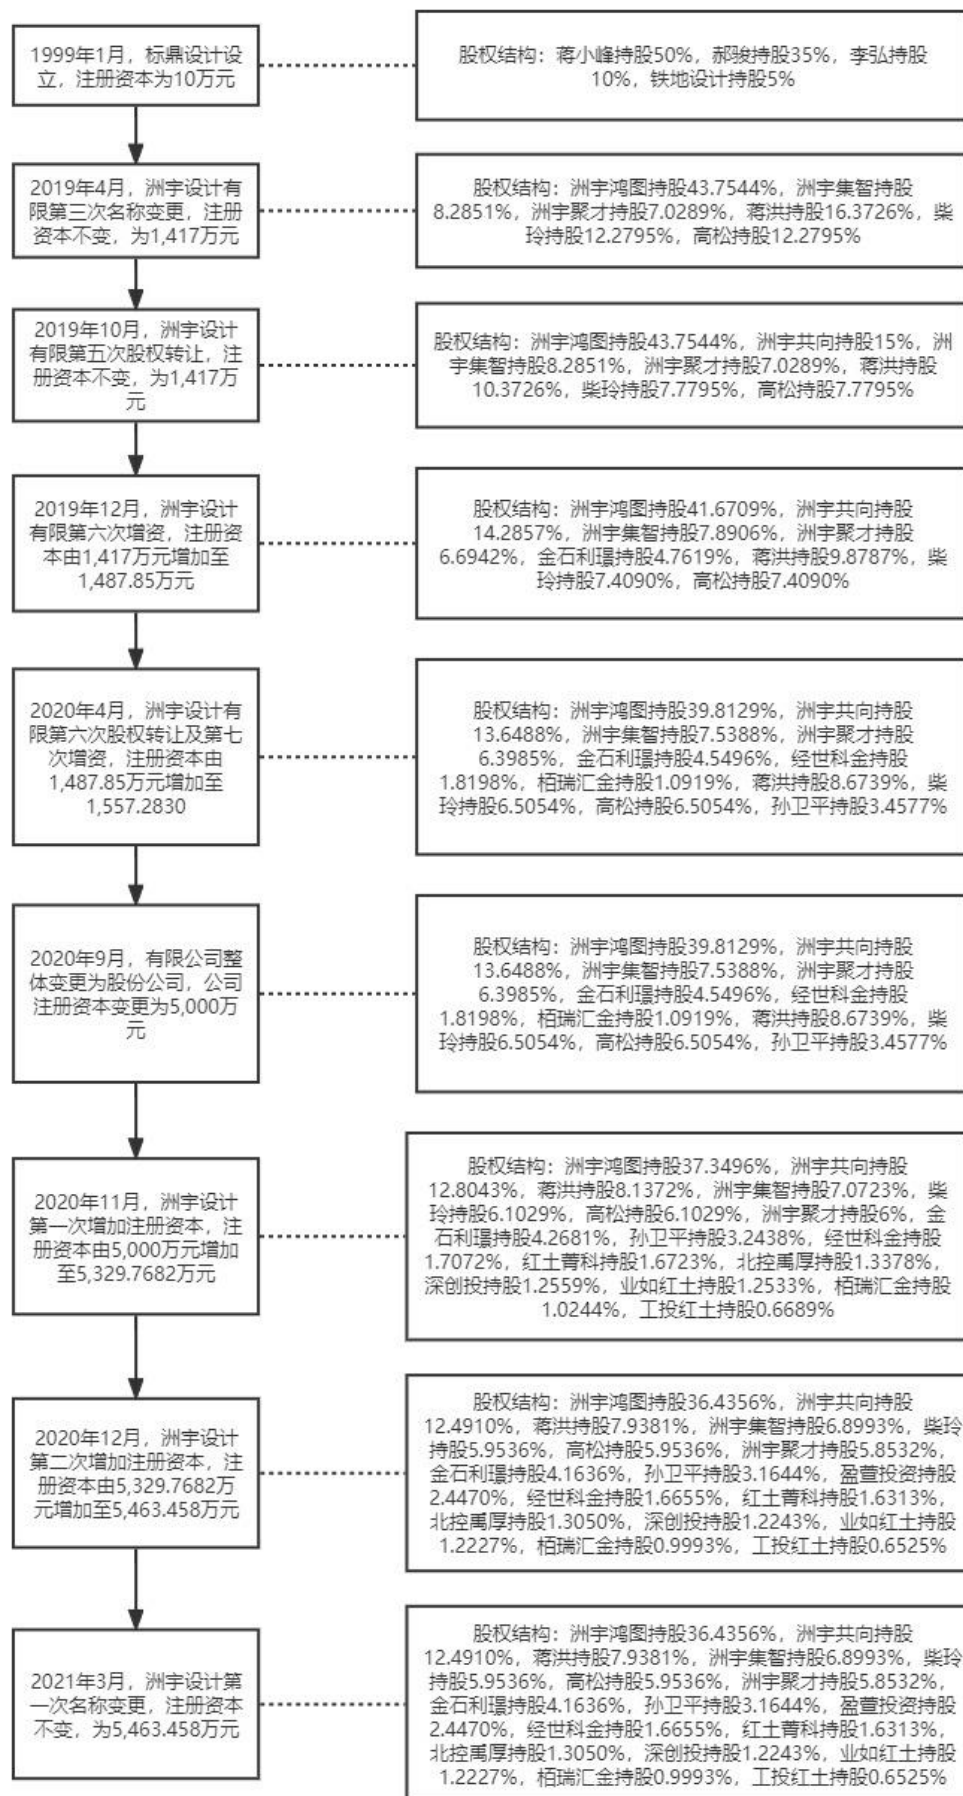 1999年1月，标鼎设计设
立，注册资本为10万元
股权结构：蒋小峰持股50%，郝骏持股35%，李弘持股
10%，铁地设计持股5%
2019年4月，洲宇设计有
限第三次名称变更，注册
资本不变，为1,417万元
股权结构：洲宇鸿图持股43.7544%，洲宇集智持股
8.2851%，洲宇聚才持股7.0289%，蒋洪持股16.3726%，柴
玲持股12.2795%，高松持股12.2795%
2019年10月，洲宇设计
有限第五次股权转让，注
册资本不变，为1,417万
元
股权结构：洲宇鸿图持股43.7544%，洲宇共向持股15%，洲
宇集智持股8.2851%，洲宇聚才持股7.0289%，蒋洪持股
10.3726%，柴玲持股7.7795%，高松持股7.7795%
2019年12月，洲宇设计
有限第六次增资，注册资
本由1,417万元增加至
1,487.85万元
股权结构：洲宇鸿图持股41.6709%，洲宇共向持股
14.2857%，洲宇集智持股7.8906%，洲宇聚才持股
6.6942%，金石利璟持股4.7619%，蒋洪持股9.8787%，柴
玲持股7.4090%，高松持股7.4090%
2020年4月，洲宇设计有
限第六次股权转让及第七
次增资，注册资本由
1,487.85万元增加至
1,557.2830
股权结构：洲宇鸿图持股39.8129%，洲宇共向持股
13.6488%，洲宇集智持股7.5388%，洲宇聚才持股
6.3985%，金石利璟持股4.5496%，经世科金持股
1.8198%，栢瑞汇金持股1.0919%，蒋洪持股8.6739%，柴
玲持股6.5054%，高松持股6.5054%，孙卫平持股3.4577%
2020年9月，有限公司整
体变更为股份公司，公司
注册资本变更为5,000万
元
股权结构：洲宇鸿图持股39.8129%，洲宇共向持股
13.6488%，洲宇集智持股7.5388%，洲宇聚才持股
6.3985%，金石利璟持股4.5496%，经世科金持股
1.8198%，栢瑞汇金持股1.0919%，蒋洪持股8.6739%，柴
玲持股6.5054%，高松持股6.5054%，孙卫平持股3.4577%
2020年11月，洲宇设计
第一次增加注册资本，注
册资本由5,000万元增加
至5,329.7682万元
股权结构：洲宇鸿图持股37.3496%，洲宇共向持股
12.8043%，蒋洪持股8.1372%，洲宇集智持股7.0723%，柴
玲持股6.1029%，高松持股6.1029%，洲宇聚才持股6%，金
石利璟持股4.2681%，孙卫平持股3.2438%，经世科金持股
1.7072%，红土菁科持股1.6723%，北控禹厚持股1.3378%，
深创投持股1.2559%，业如红土持股1.2533%，栢瑞汇金持股
1.0244%，工投红土持股0.6689%
2020年12月，洲宇设计
第二次增加注册资本，注
册资本由5,329.7682万
元增加至5,463.458万元
股权结构：洲宇鸿图持股36.4356%，洲宇共向持股
12.4910%，蒋洪持股7.9381%，洲宇集智持股6.8993%，柴玲
持股5.9536%，高松持股5.9536%，洲宇聚才持股5.8532%，
金石利璟持股4.1636%，孙卫平持股3.1644%，盈萱投资持股
2.4470%，经世科金持股1.6655%，红土菁科持股1.6313%，
北控禹厚持股1.3050%，深创投持股1.2243%，业如红土持股
1.2227%，栢瑞汇金持股0.9993%，工投红土持股0.6525%
2021年3月，洲宇设计第
一次名称变更，注册资本
不变，为5,463.458万元
股权结构：洲宇鸿图持股36.4356%，洲宇共向持股
12.4910%，蒋洪持股7.9381%，洲宇集智持股6.8993%，柴玲
持股5.9536%，高松持股5.9536%，洲宇聚才持股5.8532%，
金石利璟持股4.1636%，孙卫平持股3.1644%，盈萱投资持股
2.4470%，经世科金持股1.6655%，红土菁科持股1.6313%，
北控禹厚持股1.3050%，深创投持股1.2243%，业如红土持股
1.2227%，栢瑞汇金持股0.9993%，工投红土持股0.6525%